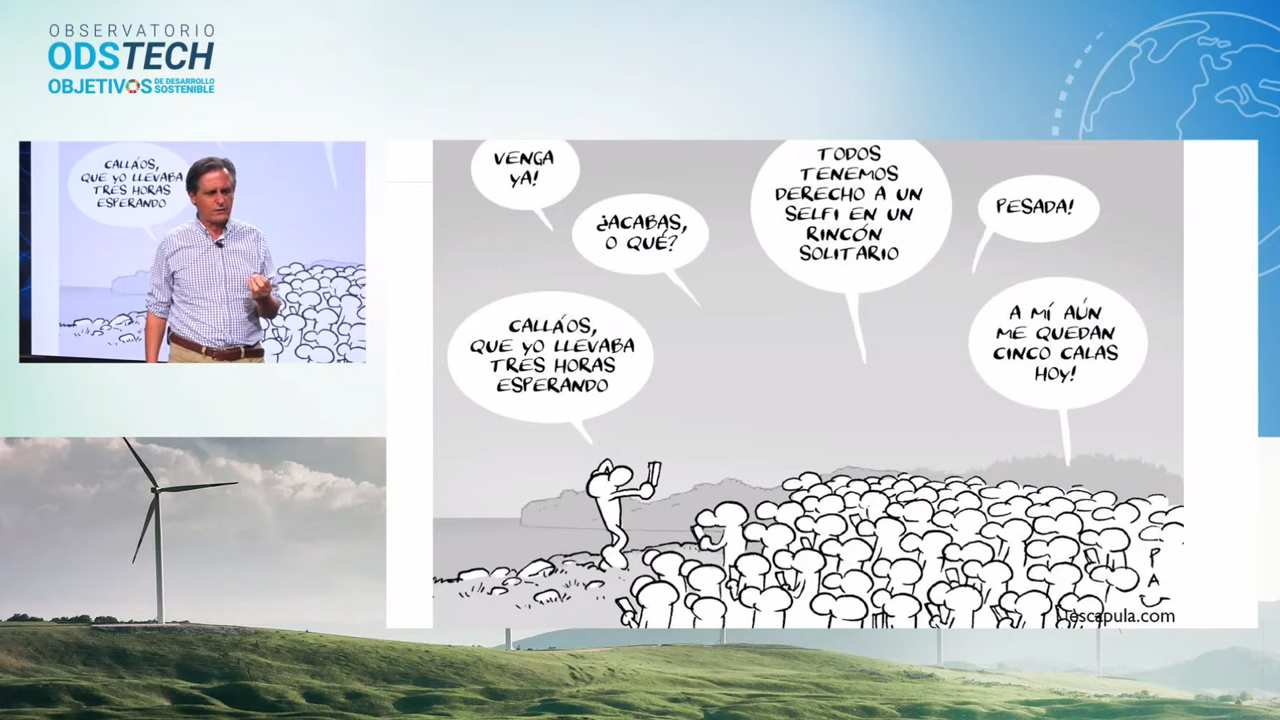 OBSERVATORIO
ODSTECH
OBJETIVOS DE DESARROLLO
SOSTENIBLE
CALLÁOS,
QUE YO LLEVABA
TRES HORAS
ESPERANDO
VENGA
YA!
¿ACABAS,
O QUÉ?
TODOS
TENEMOS
DERECHO A UN
SELFI EN UN
RINCÓN
SOLITARIO
PESADA!
CALLÁOS,
QUE YO LLEVABA
TRES HORAS
ESPERANDO
A MÍ AÚN
ME QUEDAN
CINCO CALAS
HOY!
P
A
escapula.com